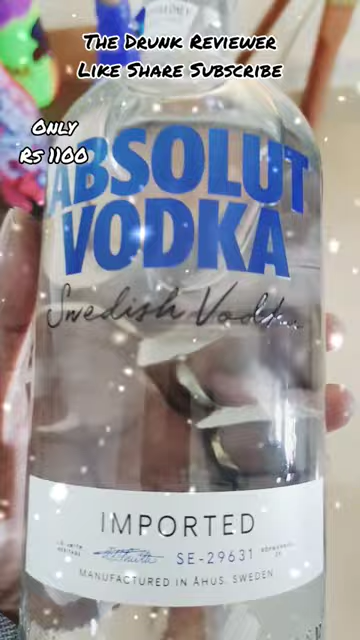 The Drunk Reviewer
Like Share Subscribe
Only
Rs 1100
ABSOLUT
VODKA
Swedish Vodka
IMPORTED
SE-29631
MANUFACTURED IN ÅHUS, SWEDEN